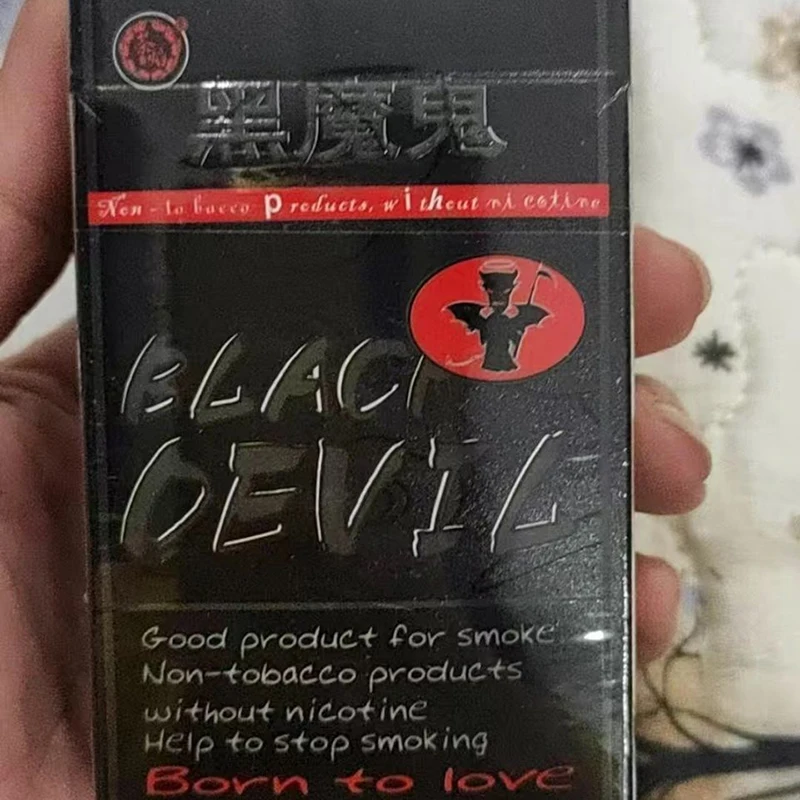 黑魔鬼
Non-tobacco Products, without nicotine
BLACK
DEVIL
Good product for smoke
Non-tobacco products
without nicotine
Help to stop smoking
Born to love